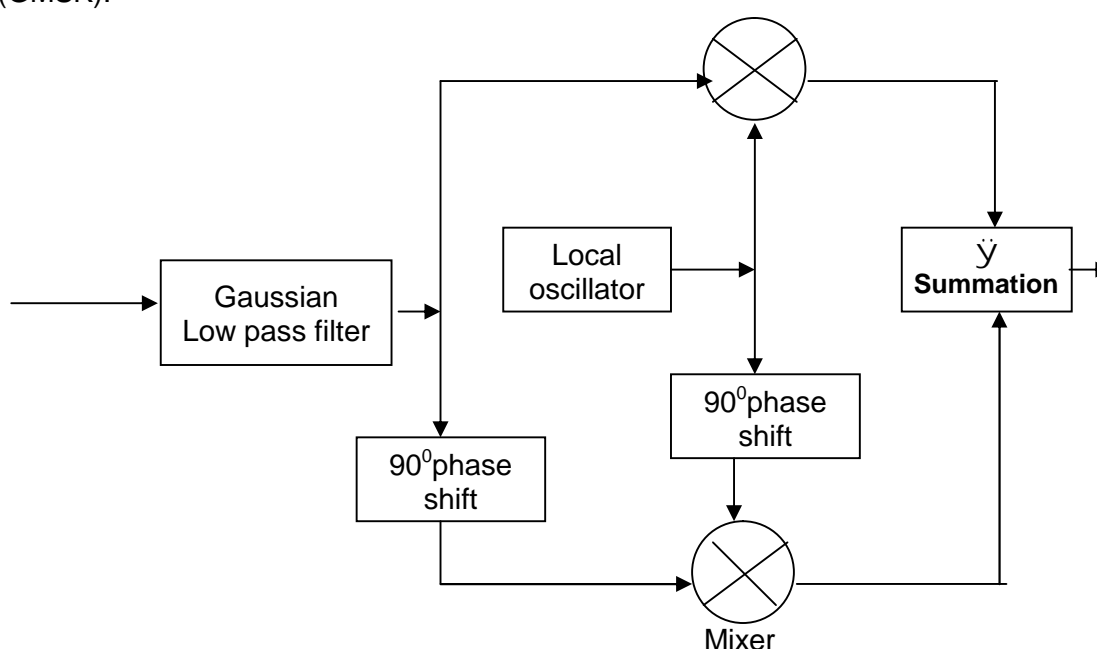 (GMSK).
Local
oscillator
ÿ
Summation
Gaussian
Low pass filter
90⁰phase
shift
90⁰phase
shift
Mixer